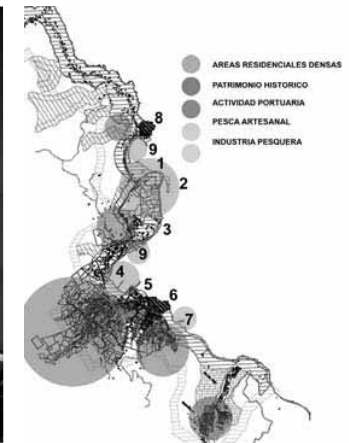 AREAS RESIDENCIALES DENSAS
PATRIMONIO HISTORICO
ACTIVIDAD PORTUARIA
PESCA ARTESANAL
INDUSTRIA PESQUERA
8
9
1
2
3
9
4
5
6
7